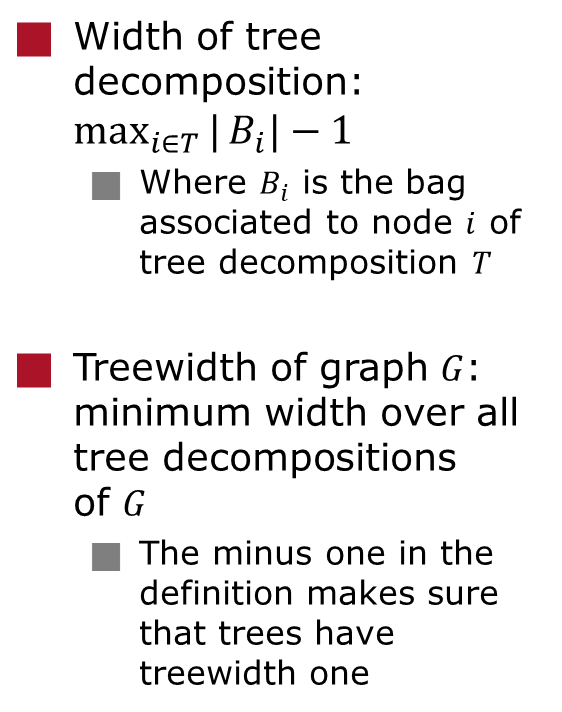 Width of tree
decomposition:
max_{i∈T} |B_i| − 1
Where B_i is the bag
associated to node i of
tree decomposition T
Treewidth of graph G:
minimum width over all
tree decompositions
of G
The minus one in the
definition makes sure
that trees have
treewidth one